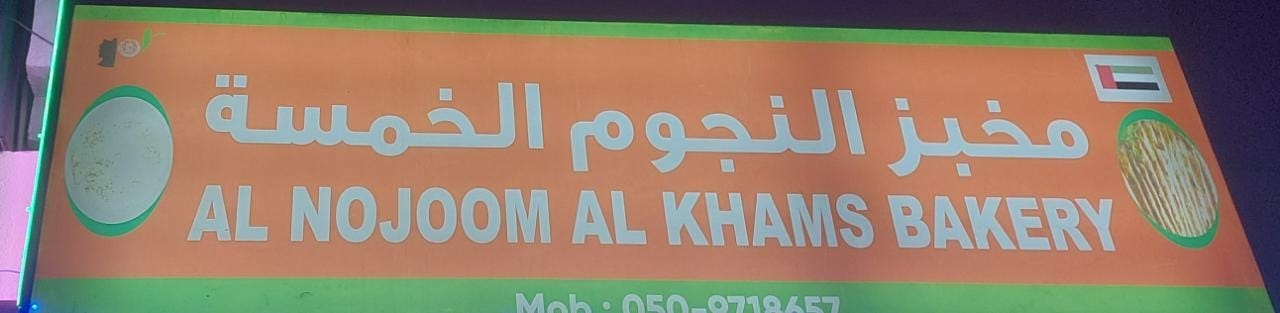 مخبز النجوم الخمسة
AL NOJOOM AL KHAMS BAKERY
Mob : 050-9718657